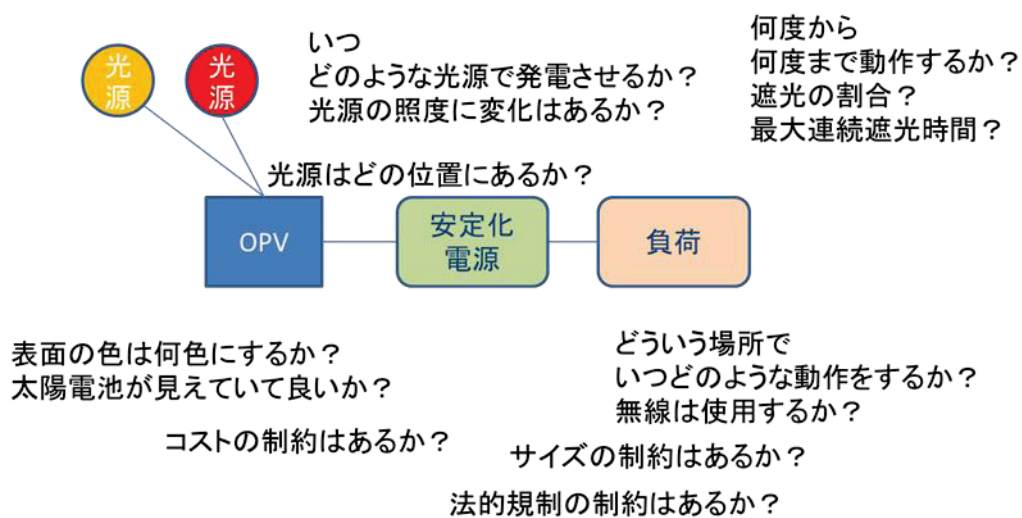 光
源
光
源
いつ
どのような光源で発電させるか？
光源の照度に変化はあるか？
何度から
何度まで動作するか？
遮光の割合？
最大連続遮光時間？
光源はどの位置にあるか？
OPV
安定化
電源
負荷
表面の色は何色にするか？
太陽電池が見えていて良いか？
どういう場所で
いつどのような動作をするか？
無線は使用するか？
コストの制約はあるか？
サイズの制約はあるか？
法的規制の制約はあるか？